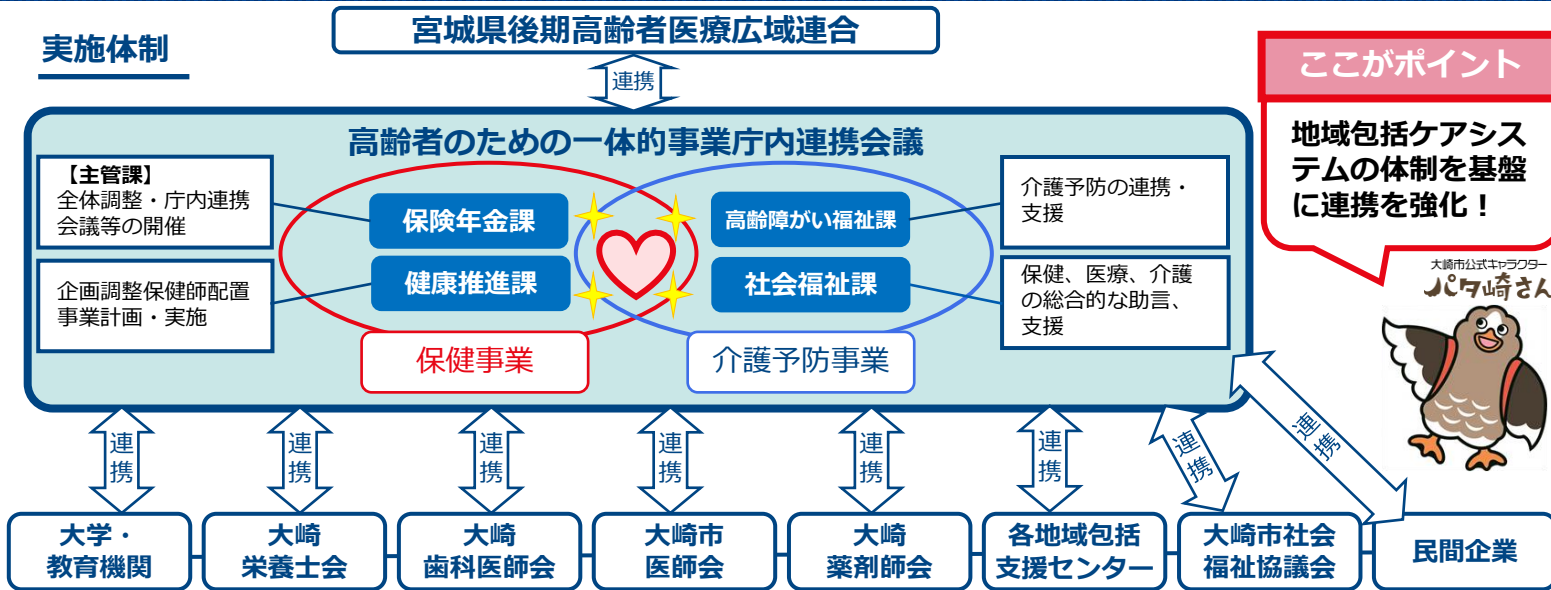 実施体制
宮城県後期高齢者医療広域連合
連携
ここがポイント
地域包括ケアシス
テムの体制を基盤
に連携を強化！
大崎市公式キャラクター
パタ崎さん
高齢者のための一体的事業庁内連携会議
【主管課】
全体調整・庁内連携
会議等の開催
企画調整保健師配置
事業計画・実施
保険年金課
健康推進課
高齢障がい福祉課
社会福祉課
介護予防の連携・
支援
保健、医療、介護
の総合的な助言、
支援
保健事業
介護予防事業
連携
連携
連携
連携
連携
連携
連携
連携
大学・
教育機関
大崎
栄養士会
大崎
歯科医師会
大崎市
医師会
大崎
薬剤師会
各地域包括
支援センター
大崎市社会
福祉協議会
民間企業